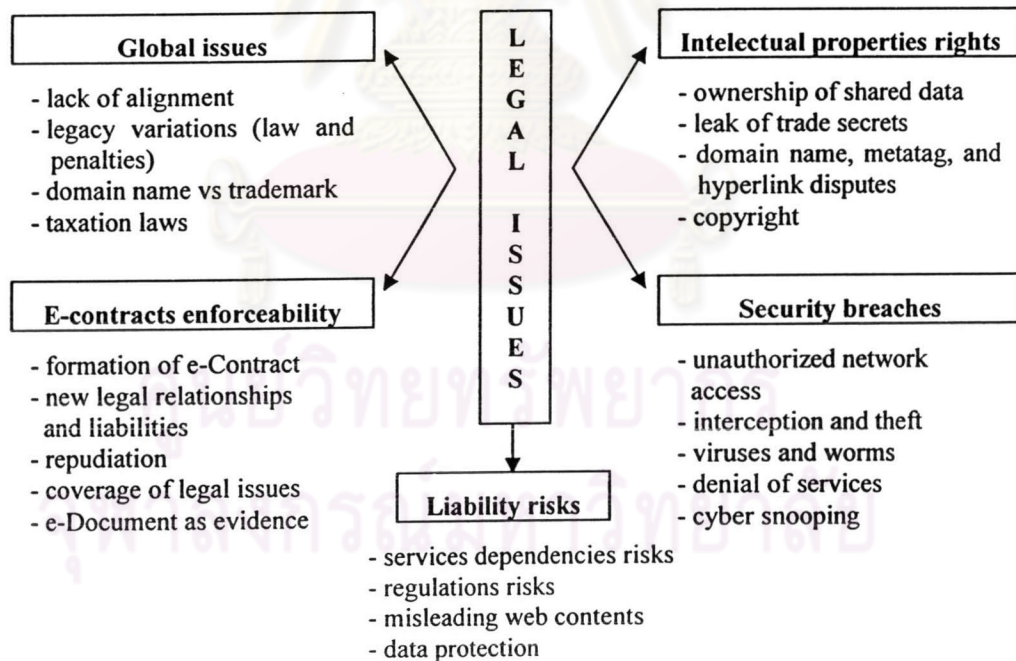 Global issues
- lack of alignment
- legacy variations (law and
penalties)
- domain name vs trademark
- taxation laws
LEGAL ISSUES
Intelectual properties rights
- ownership of shared data
- leak of trade secrets
- domain name, metatag, and
hyperlink disputes
- copyright
E-contracts enforceability
- formation of e-Contract
- new legal relationships
and liabilities
- repudiation
- coverage of legal issues
- e-Document as evidence
Security breaches
- unauthorized network
access
- interception and theft
- viruses and worms
- denial of services
- cyber snooping
Liability risks
- services dependencies risks
- regulations risks
- misleading web contents
- data protection
ศูนย์วิทยทรัพยากร
จุฬาลงกรณ์มหาวิทยาลัย